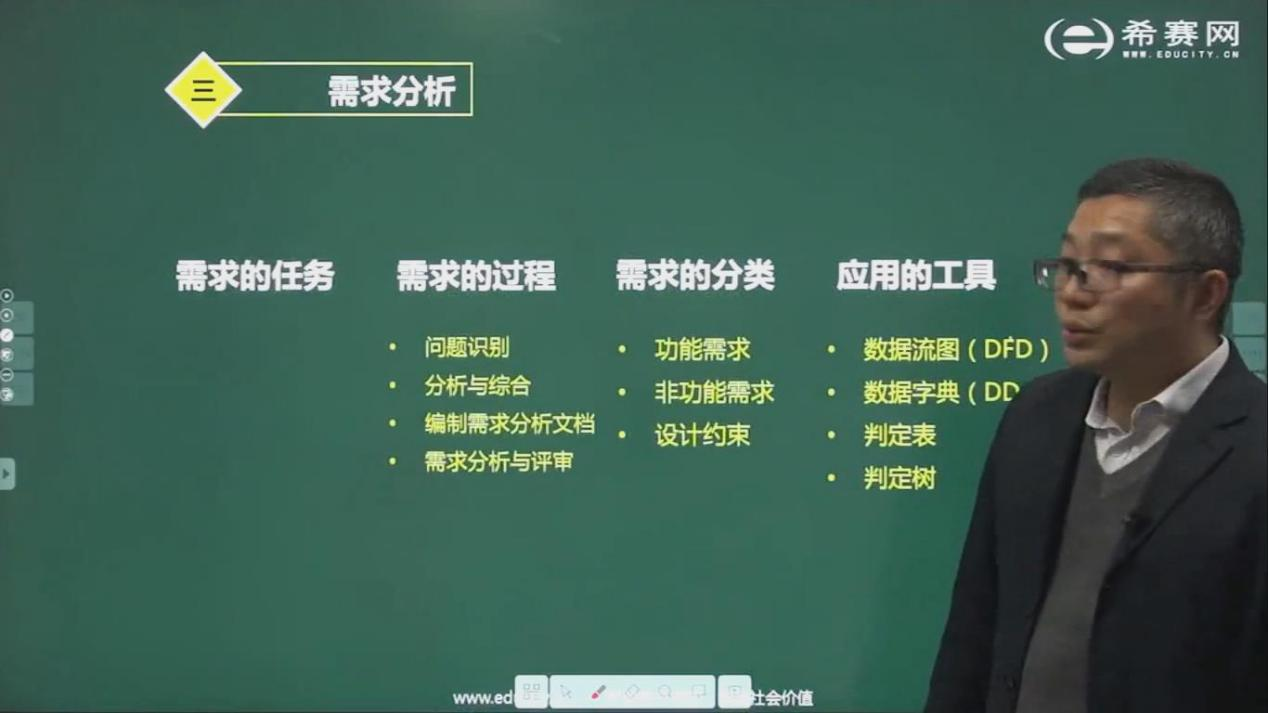 希赛网
WWW.EDUCITY.CN
三
需求分析
需求的任务
需求的过程
• 问题识别
• 分析与综合
• 编制需求分析文档
• 需求分析与评审
需求的分类
• 功能需求
• 非功能需求
• 设计约束
应用的工具
• 数据流图（DFD）
• 数据字典（DD
• 判定表
• 判定树
www.ed
社会价值